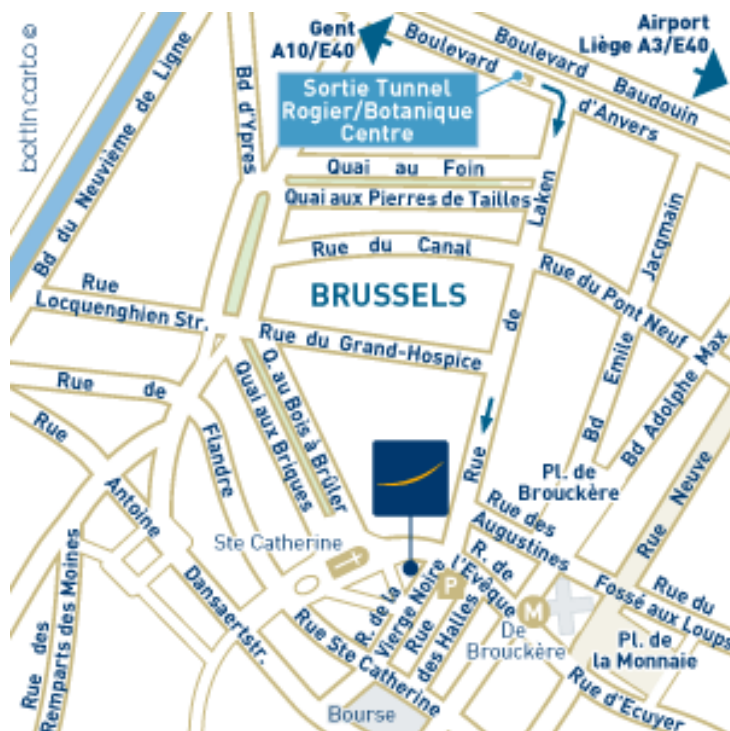 bottincarto ©
Gent
A10/E40
Airport
Liège A3/E40
Boulevard
Boulevard Baudouin
d'Anvers
Sortie Tunnel
Rogier/Botanique
Centre
Bd du Neuvième de Ligne
Bd d'Ypres
Quai au Foin
Quai aux Pierres de Tailles
Rue du Canal
Rue de Laken
Jacqmain
Bd Emile
Rue du Pont Neuf
BRUSSELS
Rue
Locquenghien Str.
Rue du Grand-Hospice
Bd Adolphe Max
Rue de
Flandre
Q. au Bois à Brûler
Quai aux Briques
Rue
Antoine
Dansaertstr.
Pl. de
Brouckère
Rue Neuve
Rue des
Augustines
Ste Catherine
R. de
l'Evêque
P
M
De
Brouckère
Rue du
Fossé aux Loups
R. de la
Vierge Noire
Rue
des Halles
Pl. de
la Monnaie
Rue des
Remparts des Moines
Rue Ste Catherine
Rue d'Ecuyer
Bourse